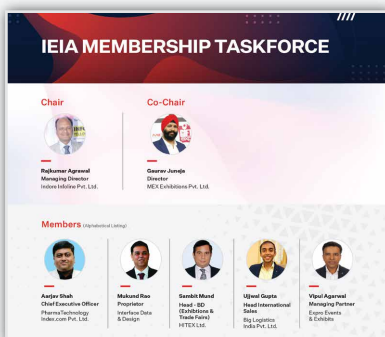 IEIA MEMBERSHIP TASKFORCE
Chair
Co-Chair
Rajkumar Agrawal
Managing Director
Indore Infoline Pvt. Ltd.
Gaurav Juneja
Director
MEX Exhibitions Pvt. Ltd.
Members (Alphabetical Listing)
Aarjav Shah
Chief Executive Officer
PharmaTechnology
Index.com Pvt. Ltd.
Mukund Rao
Proprietor
Interface Data
& Design
Sambit Mund
Head - BD
(Exhibitions &
Trade Fairs)
HITEX Ltd.
Ujjwal Gupta
Head International
Sales
Big Logistics
India Pvt. Ltd.
Vipul Agarwal
Managing Partner
Expro Events
& Exhibits